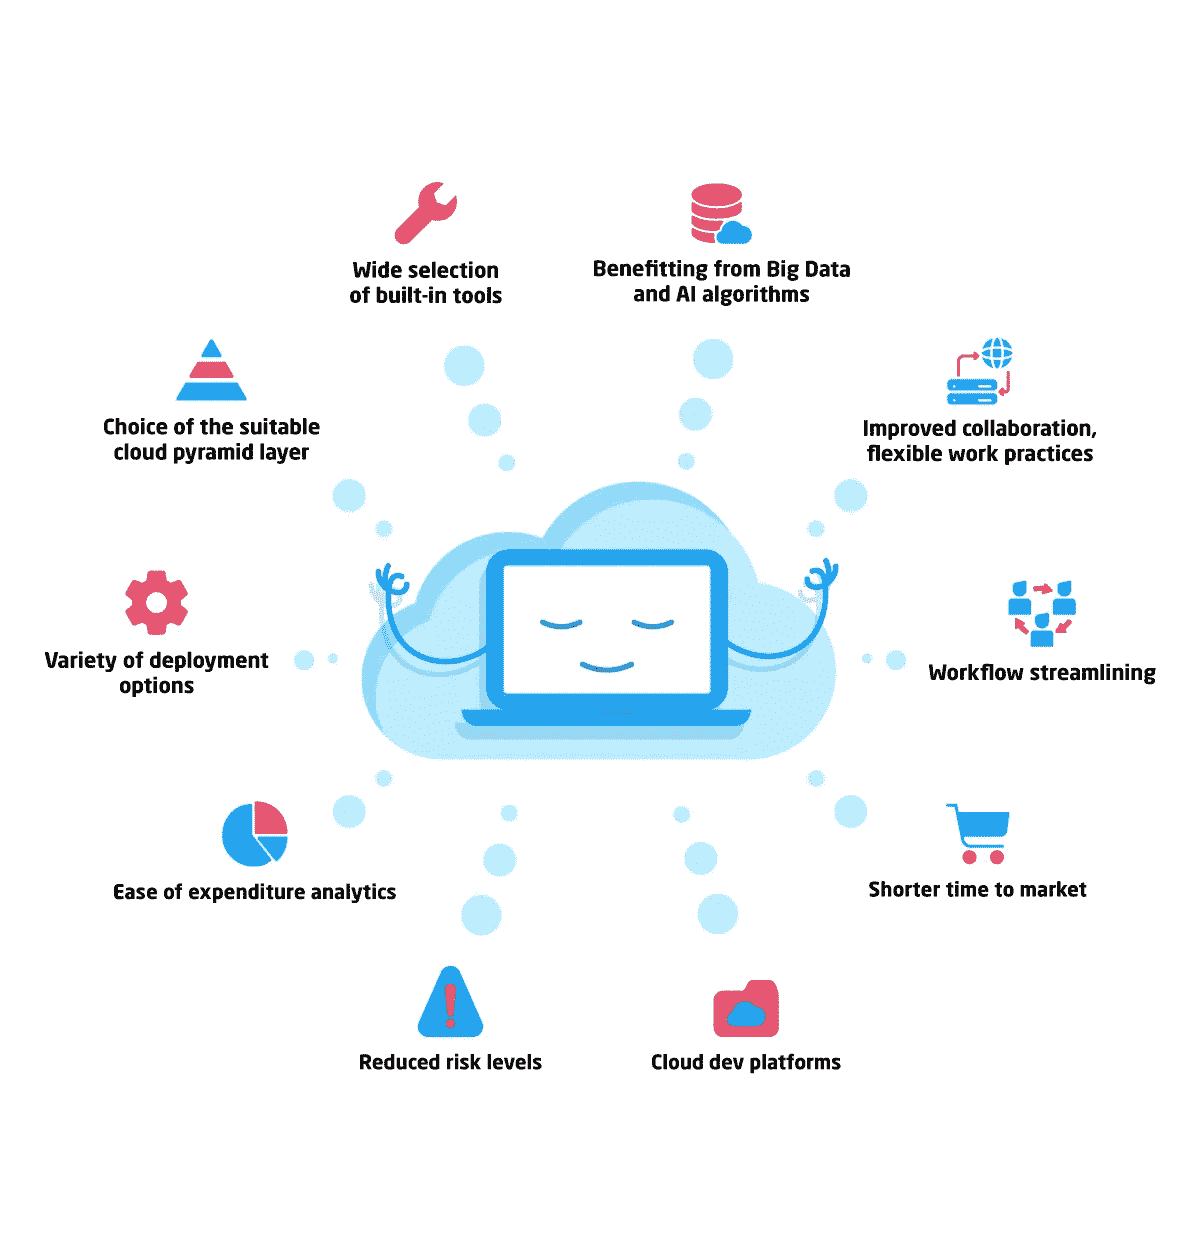 Wide selection
of built-in tools
Benefitting from Big Data
and AI algorithms
Choice of the suitable
cloud pyramid layer
Improved collaboration,
flexible work practices
Variety of deployment
options
Workflow streamlining
Ease of expenditure analytics
Shorter time to market
Reduced risk levels
Cloud dev platforms